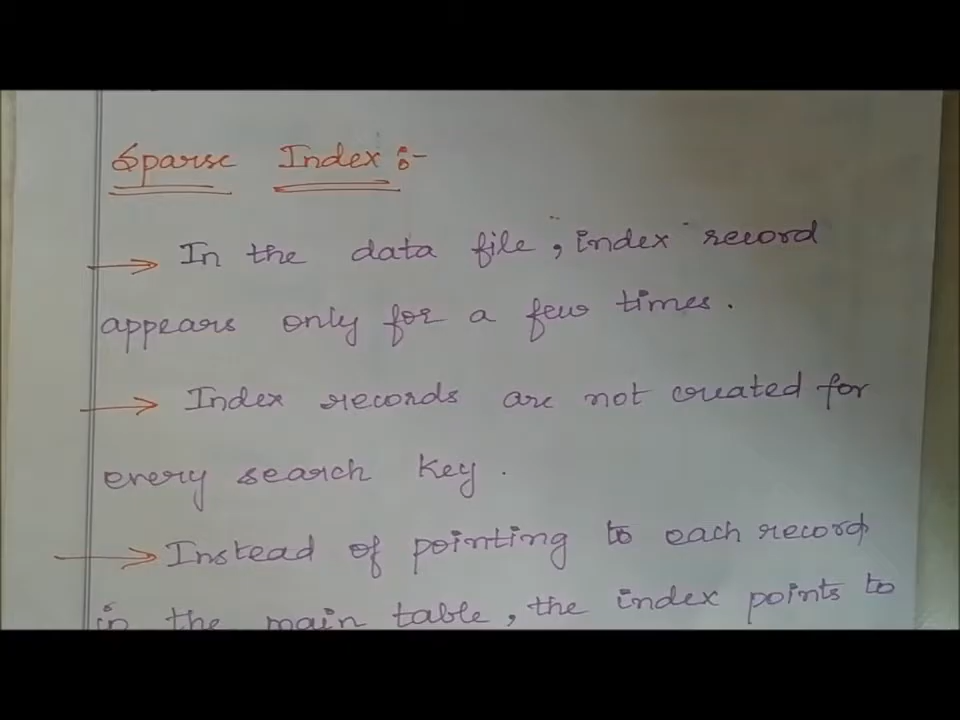 Sparse Index :-
→ In the data file, index record
appears only for a few times.
→ Index records are not created for
every search key.
→ Instead of pointing to each record
in the main table, the index points to